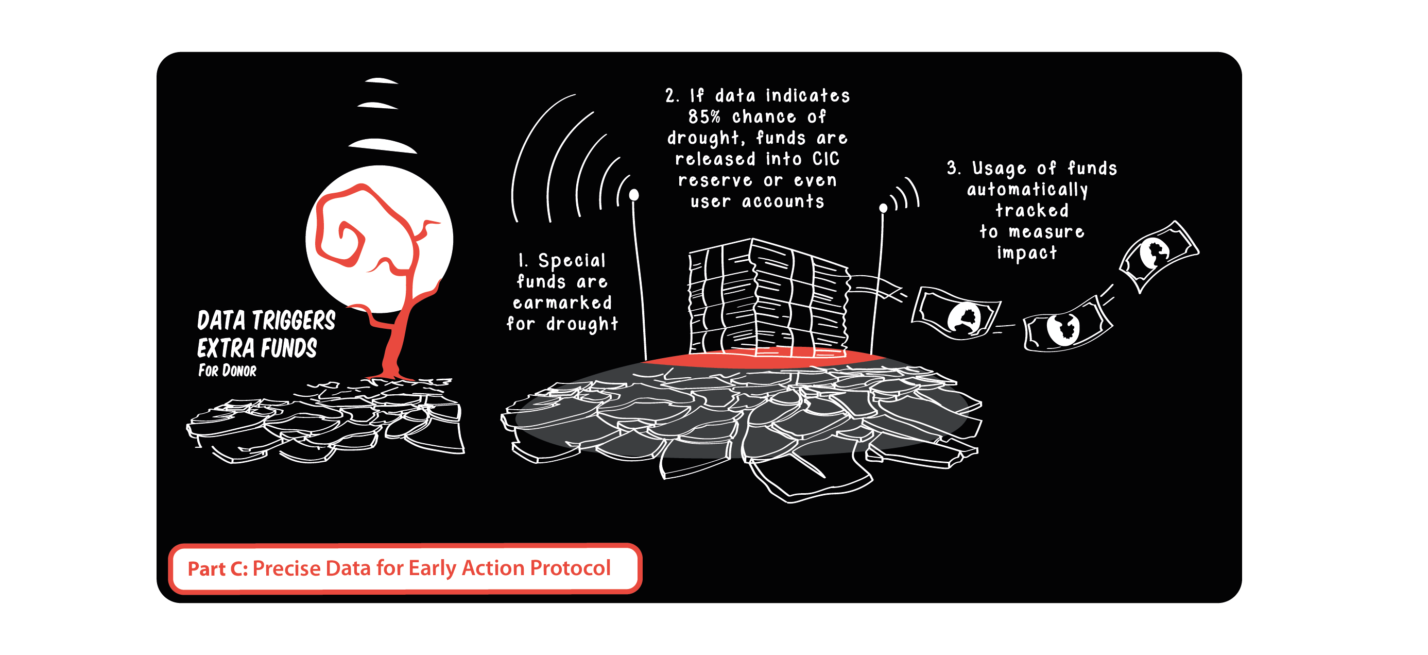 DATA TRIGGERS
EXTRA FUNDS
FOR DONOR
1. Special
funds are
earmarked
for drought
2. If data indicates
85% chance of
drought, funds are
released into CIC
reserve or even
user accounts
3. Usage of funds
automatically
tracked
to measure
impact
Part C: Precise Data for Early Action Protocol